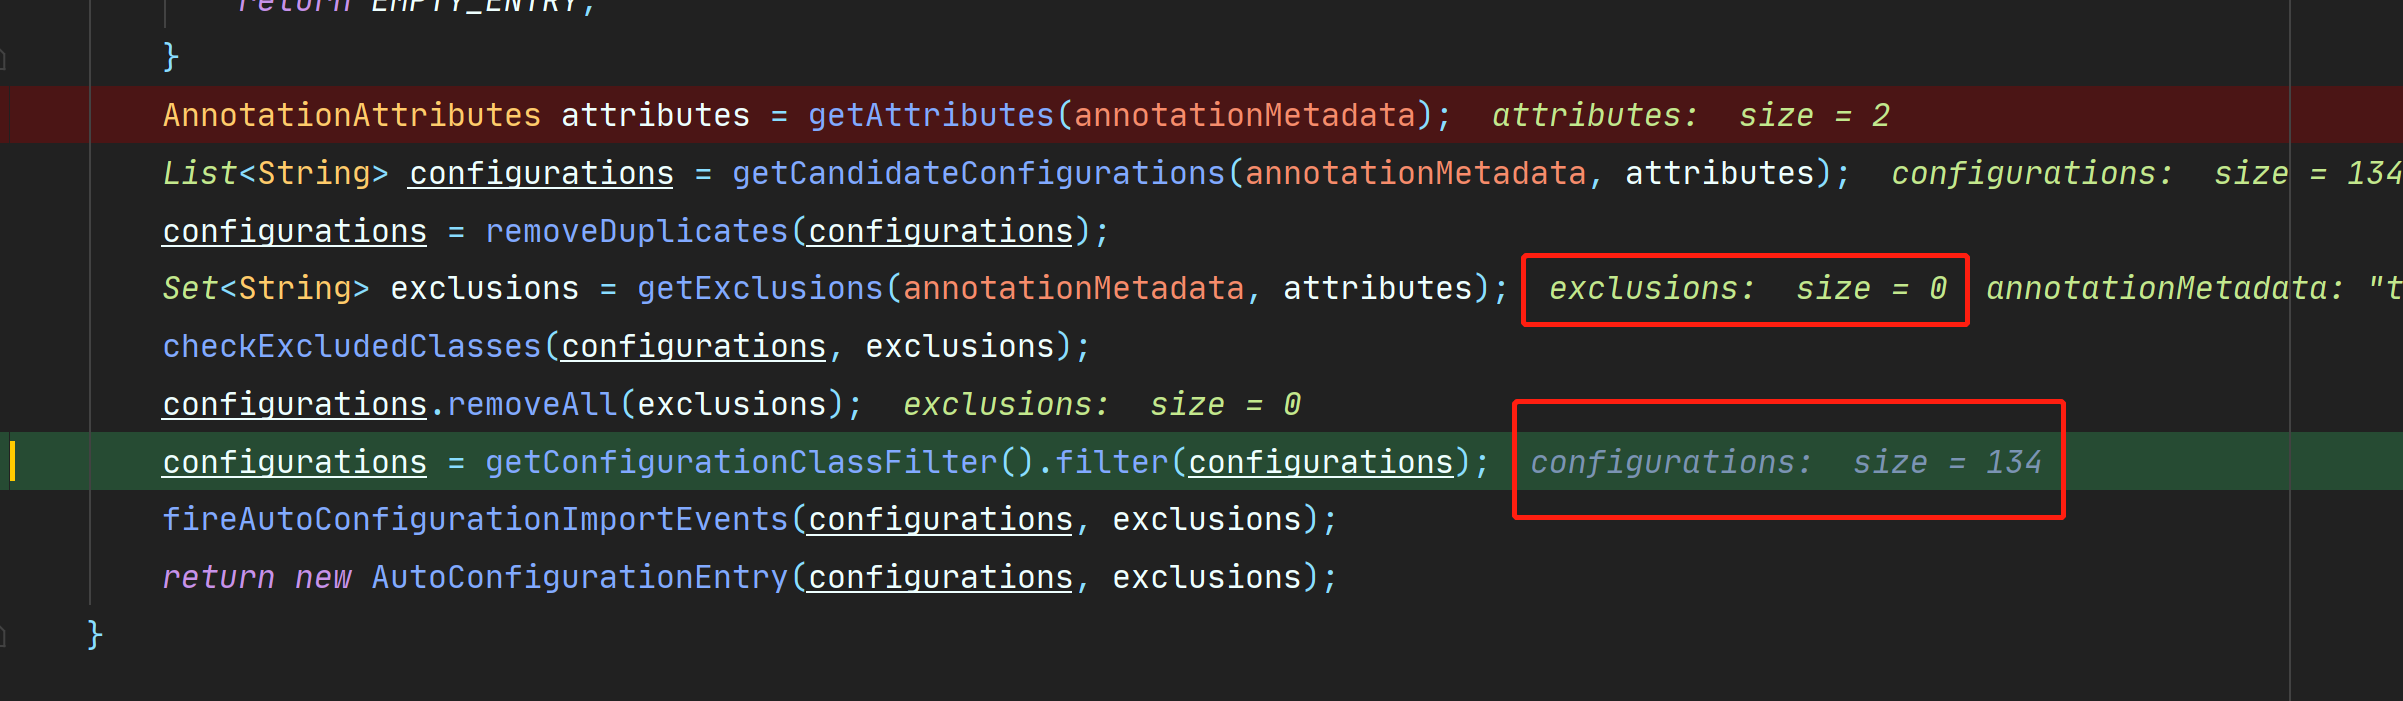 return EMPTY_ENTRY;
}
AnnotationAttributes attributes = getAttributes(annotationMetadata); attributes: size = 2
List<String> configurations = getCandidateConfigurations(annotationMetadata, attributes); configurations: size = 134
configurations = removeDuplicates(configurations);
Set<String> exclusions = getExclusions(annotationMetadata, attributes); exclusions: size = 0 annotationMetadata: "t
checkExcludedClasses(configurations, exclusions);
configurations.removeAll(exclusions); exclusions: size = 0
configurations = getConfigurationClassFilter().filter(configurations); configurations: size = 134
fireAutoConfigurationImportEvents(configurations, exclusions);
return new AutoConfigurationEntry(configurations, exclusions);
}